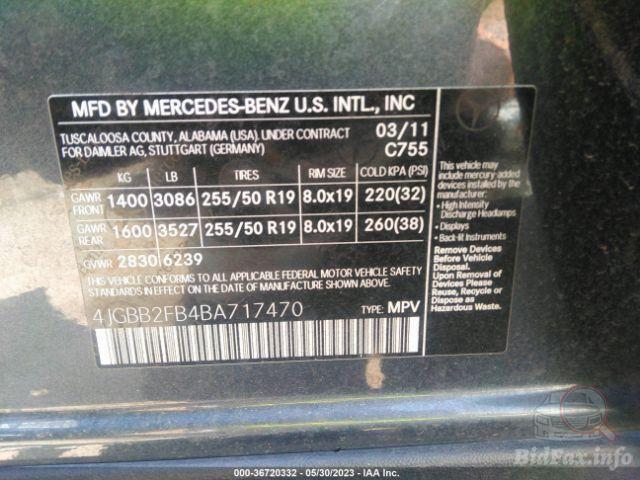 MFD BY MERCEDES-BENZ U.S. INTL., INC
TUSCALOOSA COUNTY, ALABAMA (USA). UNDER CONTRACT 03/11
FOR DAIMLER AG, STUTTGART (GERMANY) C755
KG LB TIRES RIM SIZE COLD KPA (PSI)
GAWR FRONT 1400 3086 255/50 R19 8.0x19 220(32)
GAWR REAR 1600 3527 255/50 R19 8.0x19 260(38)
GVWR 2830 6239
THIS VEHICLE CONFORMS TO ALL APPLICABLE FEDERAL MOTOR VEHICLE SAFETY
STANDARDS IN EFFECT ON THE DATE OF MANUFACTURE SHOWN ABOVE.
4JGBB2FB4BA717470 TYPE: MPV
This vehicle may
include mercury added
devices installed by the
manufacturer:
• High Intensity
Discharge Headlamps
• Displays
• Back-lit Instruments
Remove Devices
Before Vehicle
Disposal.
Upon Removal of
Devices Please
Reuse, Recycle or
Dispose as
Hazardous Waste.
BidFax.info
000-36720332 - 05/30/2023 - IAA Inc.